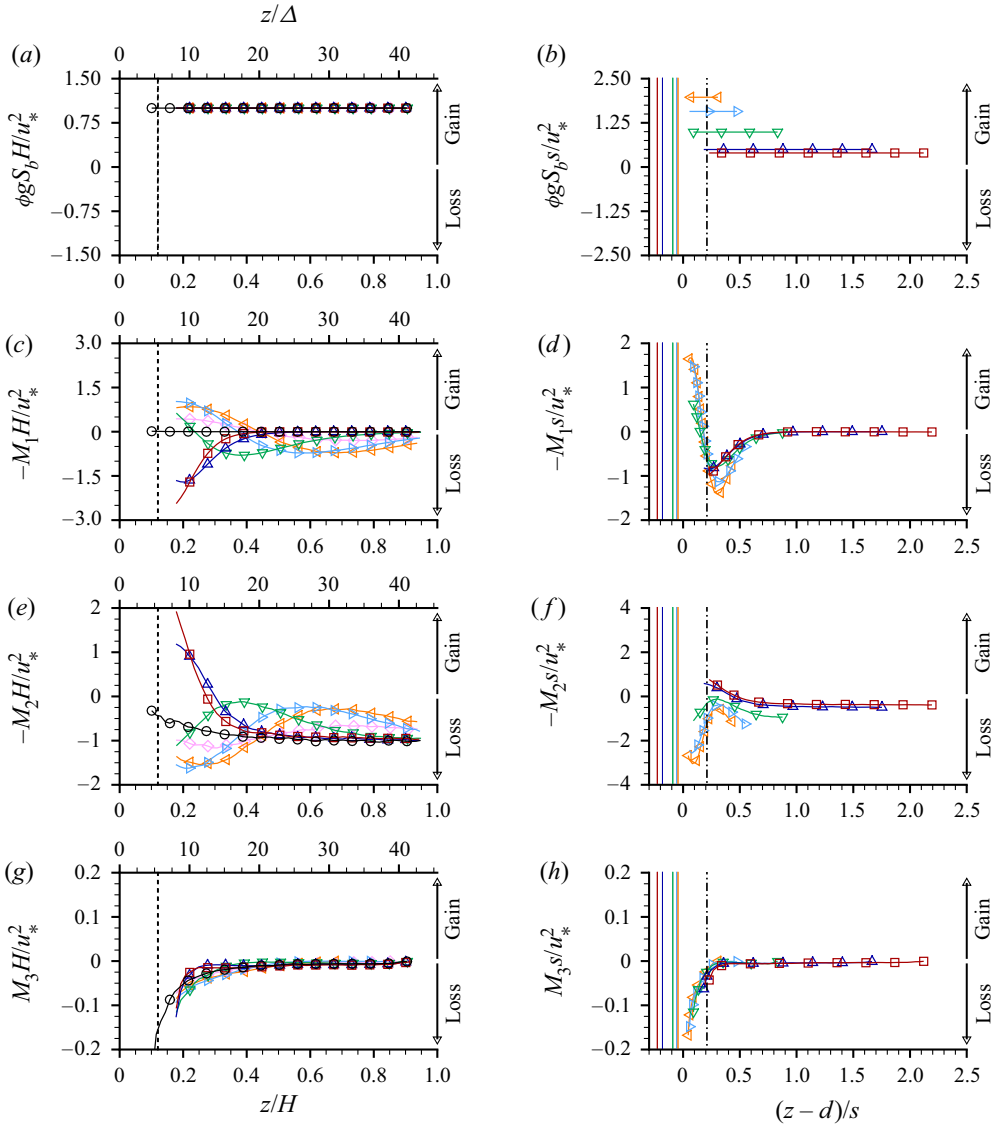 z/Δ
0 10 20 30 40
(a)
1.50
0.75
0
−0.75
−1.50
ϕgS_bH/u_*^2
Gain
Loss
0 0.2 0.4 0.6 0.8 1.0
(b)
2.50
1.25
0
−1.25
−2.50
ϕgS_bs/u_*^2
Gain
Loss
0 0.5 1.0 1.5 2.0 2.5
0 10 20 30 40
(c)
3.0
1.5
0
−1.5
−3.0
−M_1H/u_*^2
Gain
Loss
0 0.2 0.4 0.6 0.8 1.0
(d)
2
1
0
−1
−2
−M_1s/u_*^2
Gain
Loss
0 0.5 1.0 1.5 2.0 2.5
0 10 20 30 40
(e)
2
1
0
−1
−2
−M_2H/u_*^2
Gain
Loss
0 0.2 0.4 0.6 0.8 1.0
(f)
4
2
0
−2
−4
−M_2s/u_*^2
Gain
Loss
0 0.5 1.0 1.5 2.0 2.5
0 10 20 30 40
(g)
0.2
0.1
0
−0.1
−0.2
M_3H/u_*^2
Gain
Loss
0 0.2 0.4 0.6 0.8 1.0
z/H
(h)
0.2
0.1
0
−0.1
−0.2
M_3s/u_*^2
Gain
Loss
0 0.5 1.0 1.5 2.0 2.5
(z − d)/s